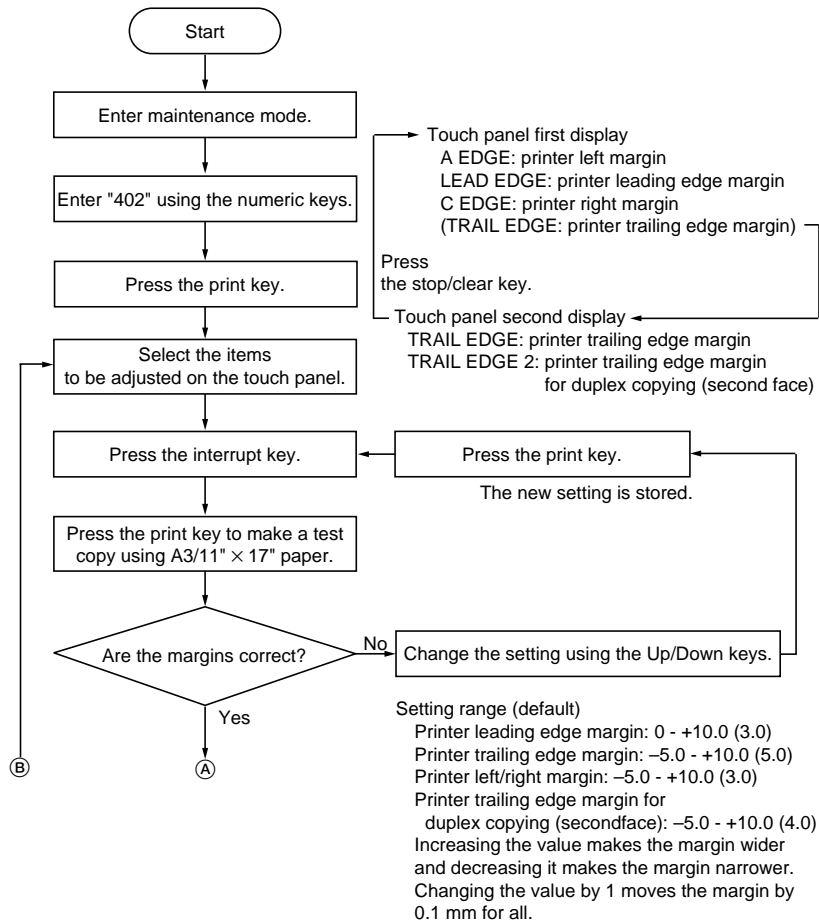 Start
Enter maintenance mode.
Enter "402" using the numeric keys.
Press the print key.
Select the items
to be adjusted on the touch panel.
Press the interrupt key.
Press the print key to make a test
copy using A3/11" × 17" paper.
Are the margins correct?
No
Yes
Ⓑ
Ⓐ
Touch panel first display
A EDGE: printer left margin
LEAD EDGE: printer leading edge margin
C EDGE: printer right margin
(TRAIL EDGE: printer trailing edge margin)
Press
the stop/clear key.
Touch panel second display
TRAIL EDGE: printer trailing edge margin
TRAIL EDGE 2: printer trailing edge margin
for duplex copying (second face)
Press the print key.
The new setting is stored.
Change the setting using the Up/Down keys.
Setting range (default)
Printer leading edge margin: 0 - +10.0 (3.0)
Printer trailing edge margin: –5.0 - +10.0 (5.0)
Printer left/right margin: –5.0 - +10.0 (3.0)
Printer trailing edge margin for
duplex copying (secondface): –5.0 - +10.0 (4.0)
Increasing the value makes the margin wider
and decreasing it makes the margin narrower.
Changing the value by 1 moves the margin by
0.1 mm for all.